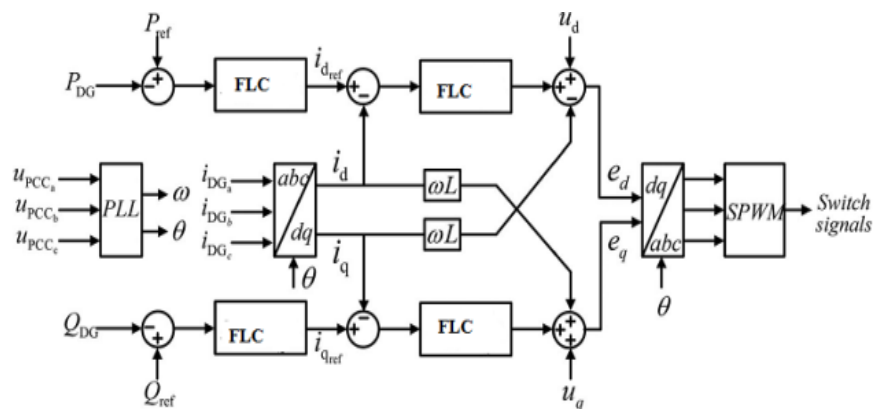 P_ref
u_d
P_DG
FLC
i_dref
FLC
u_PCCa
u_PCCb
u_PCCc
PLL
ω
θ
i_DGa
i_DGb
i_DGc
abc
dq
θ
i_d
i_q
ωL
ωL
e_d
e_q
dq
abc
θ
SPWM
Switch
signals
Q_DG
FLC
i_qref
FLC
Q_ref
u_q